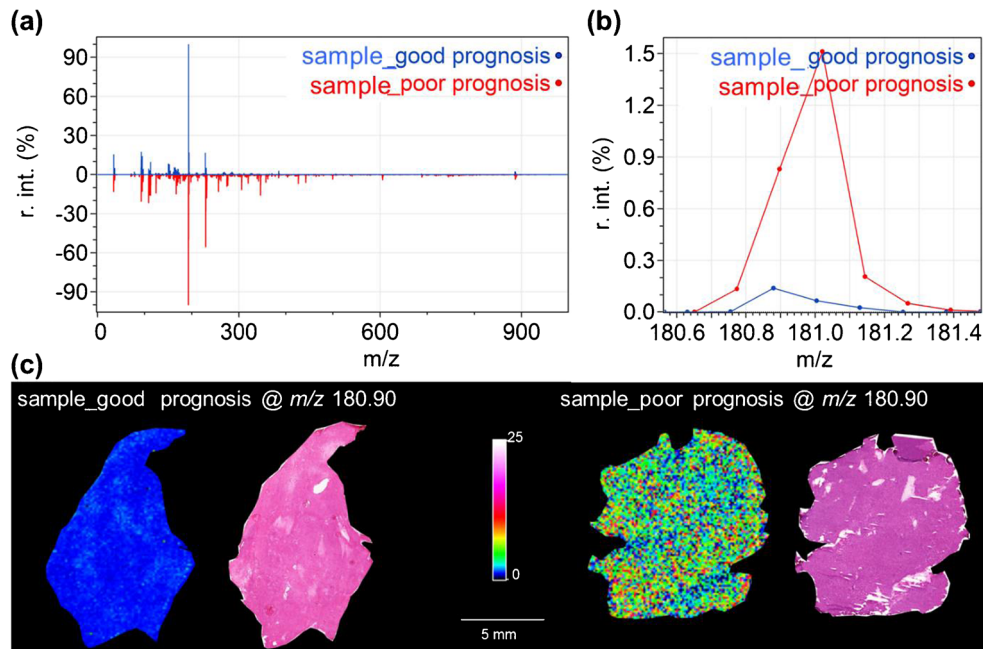 (a)
r. int. (%)
90
60
30
0
-30
-60
-90
sample_good prognosis
sample_poor prognosis
0 300 600 900
m/z
(b)
r. int. (%)
1.5
1.2
0.9
0.6
0.3
0.0
sample_good prognosis
sample_poor prognosis
180.6 180.8 181.0 181.2 181.4
m/z
(c)
sample_good prognosis @ m/z 180.90
25
0
5 mm
sample_poor prognosis @ m/z 180.90